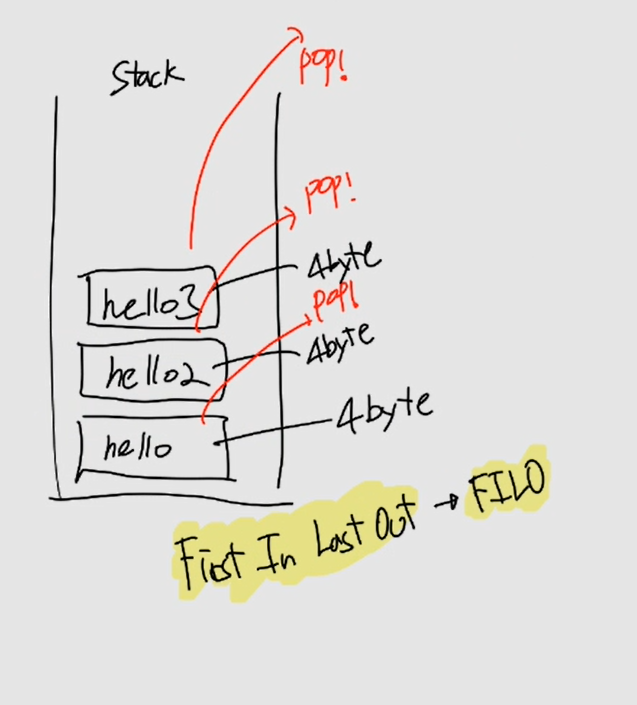 Stack
pop!
pop!
4byte
hello3
pop!
4byte
hello2
4byte
hello
First In Last Out → FILO